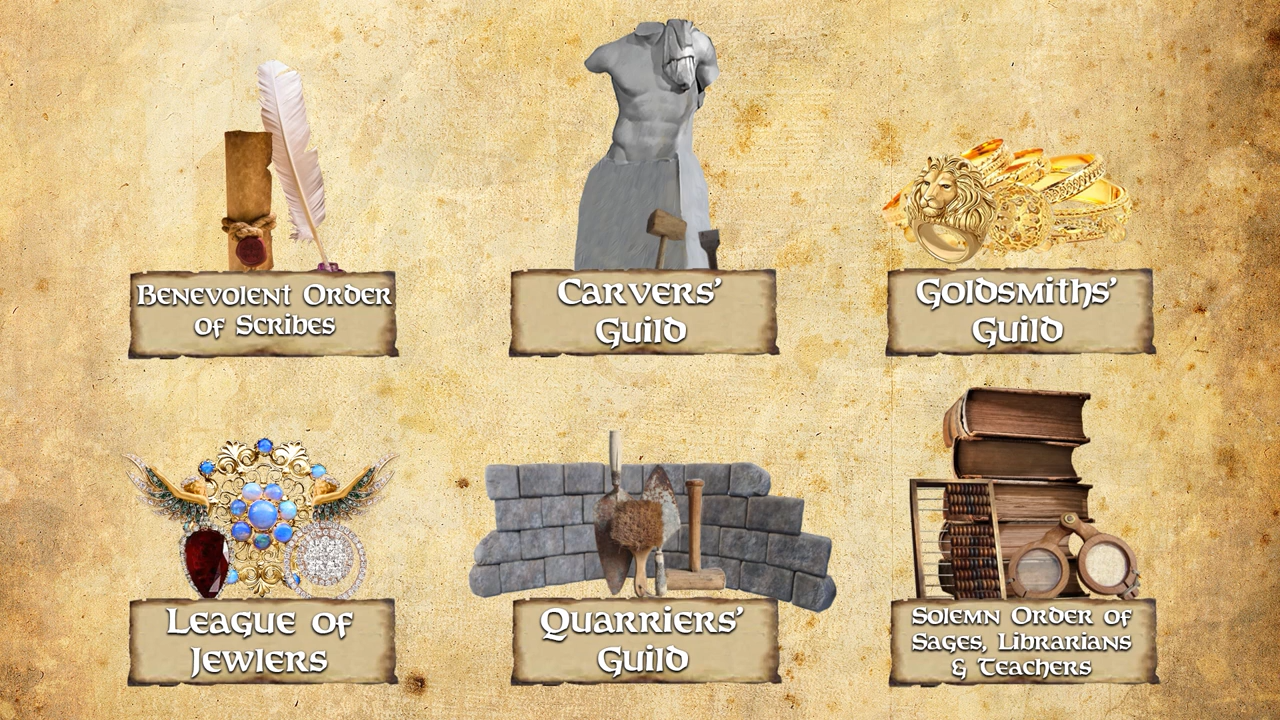 Benevolent Order
of Scribes
Carvers'
Guild
Goldsmiths'
Guild
League of
Jewlers
Quarriers'
Guild
Solemn Order of
Sages, Librarians
& Teachers